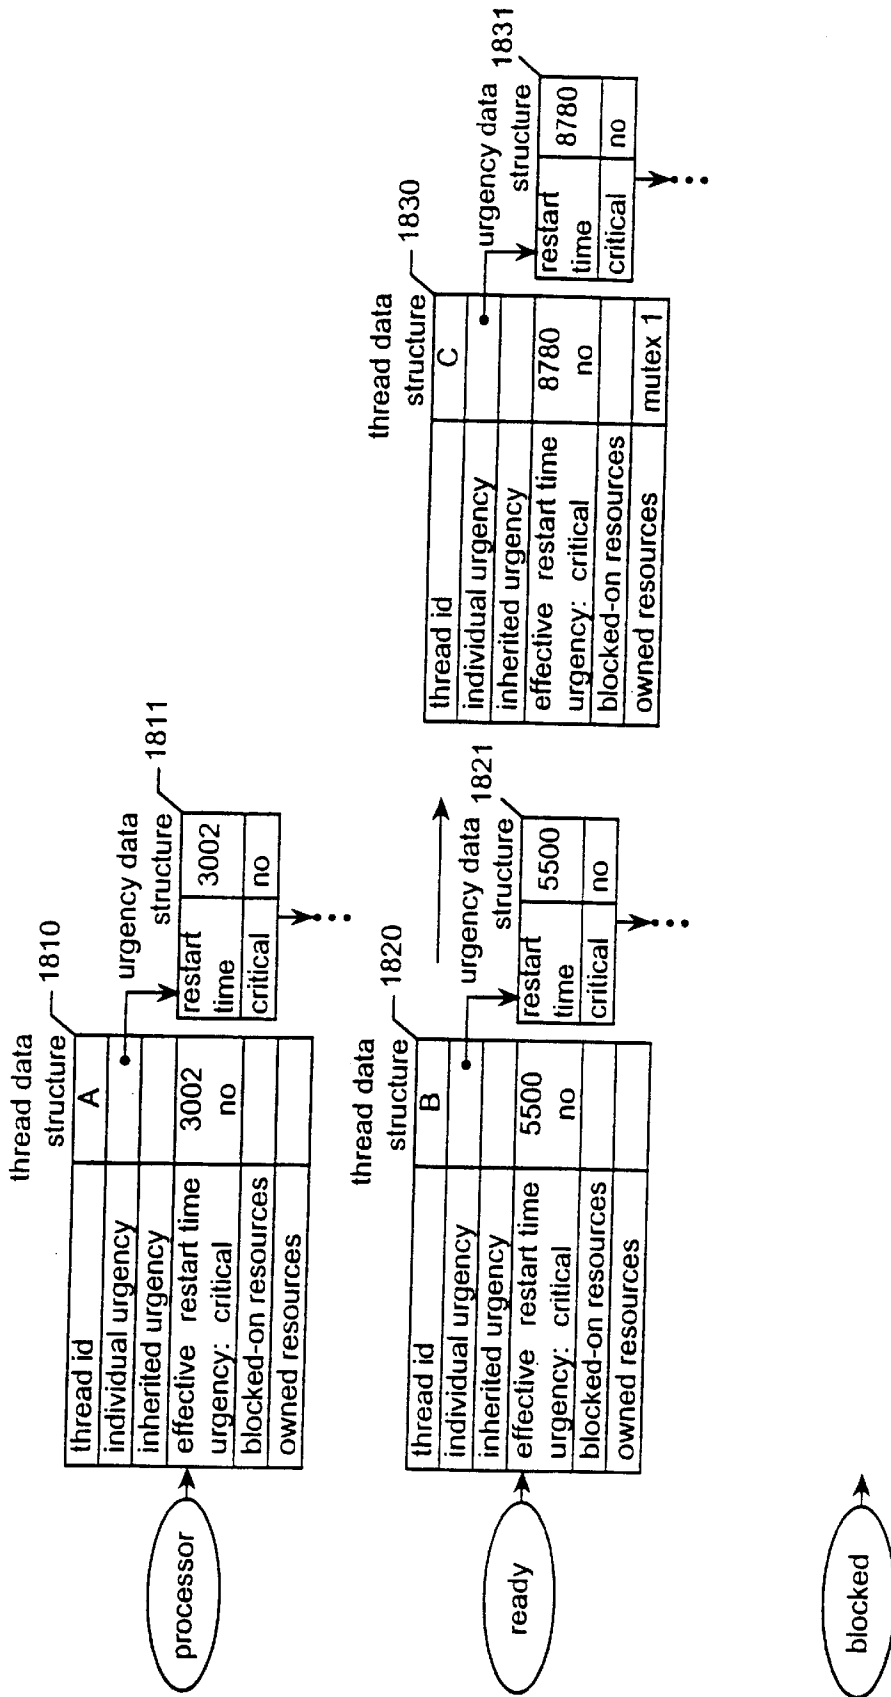 thread data
structure
1810
thread id A
individual urgency
inherited urgency
effective restart time 3002
urgency: critical no
blocked-on resources
owned resources
urgency data
structure
1811
restart
time 3002
critical no
processor
thread data
structure
1820
thread id B
individual urgency
inherited urgency
effective restart time 5500
urgency: critical no
blocked-on resources
owned resources
urgency data
structure
1821
restart
time 5500
critical no
ready
thread data
structure
1830
thread id C
individual urgency
inherited urgency
effective restart time 8780
urgency: critical no
blocked-on resources
owned resources mutex 1
urgency data
structure
1831
restart
time 8780
critical no
blocked